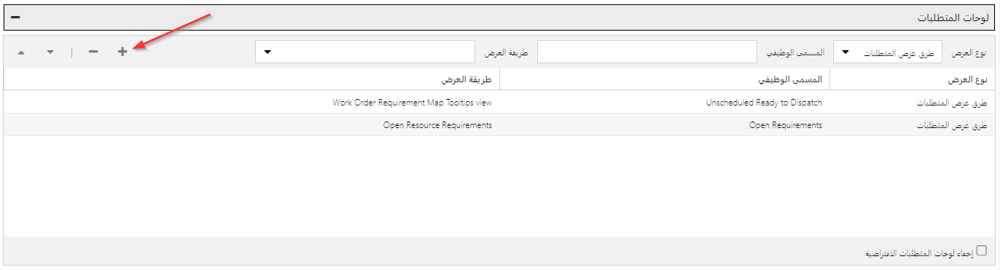 لوحات المتطلبات
نوع العرض طرق عرض المتطلبات المسمى الوظيفي طريقة العرض
نوع العرض المسمى الوظيفي طريقة العرض
طرق عرض المتطلبات Unscheduled Ready to Dispatch Work Order Requirement Map Tooltips view
طرق عرض المتطلبات Open Requirements Open Resource Requirements
إخفاء لوحات المتطلبات الافتراضية